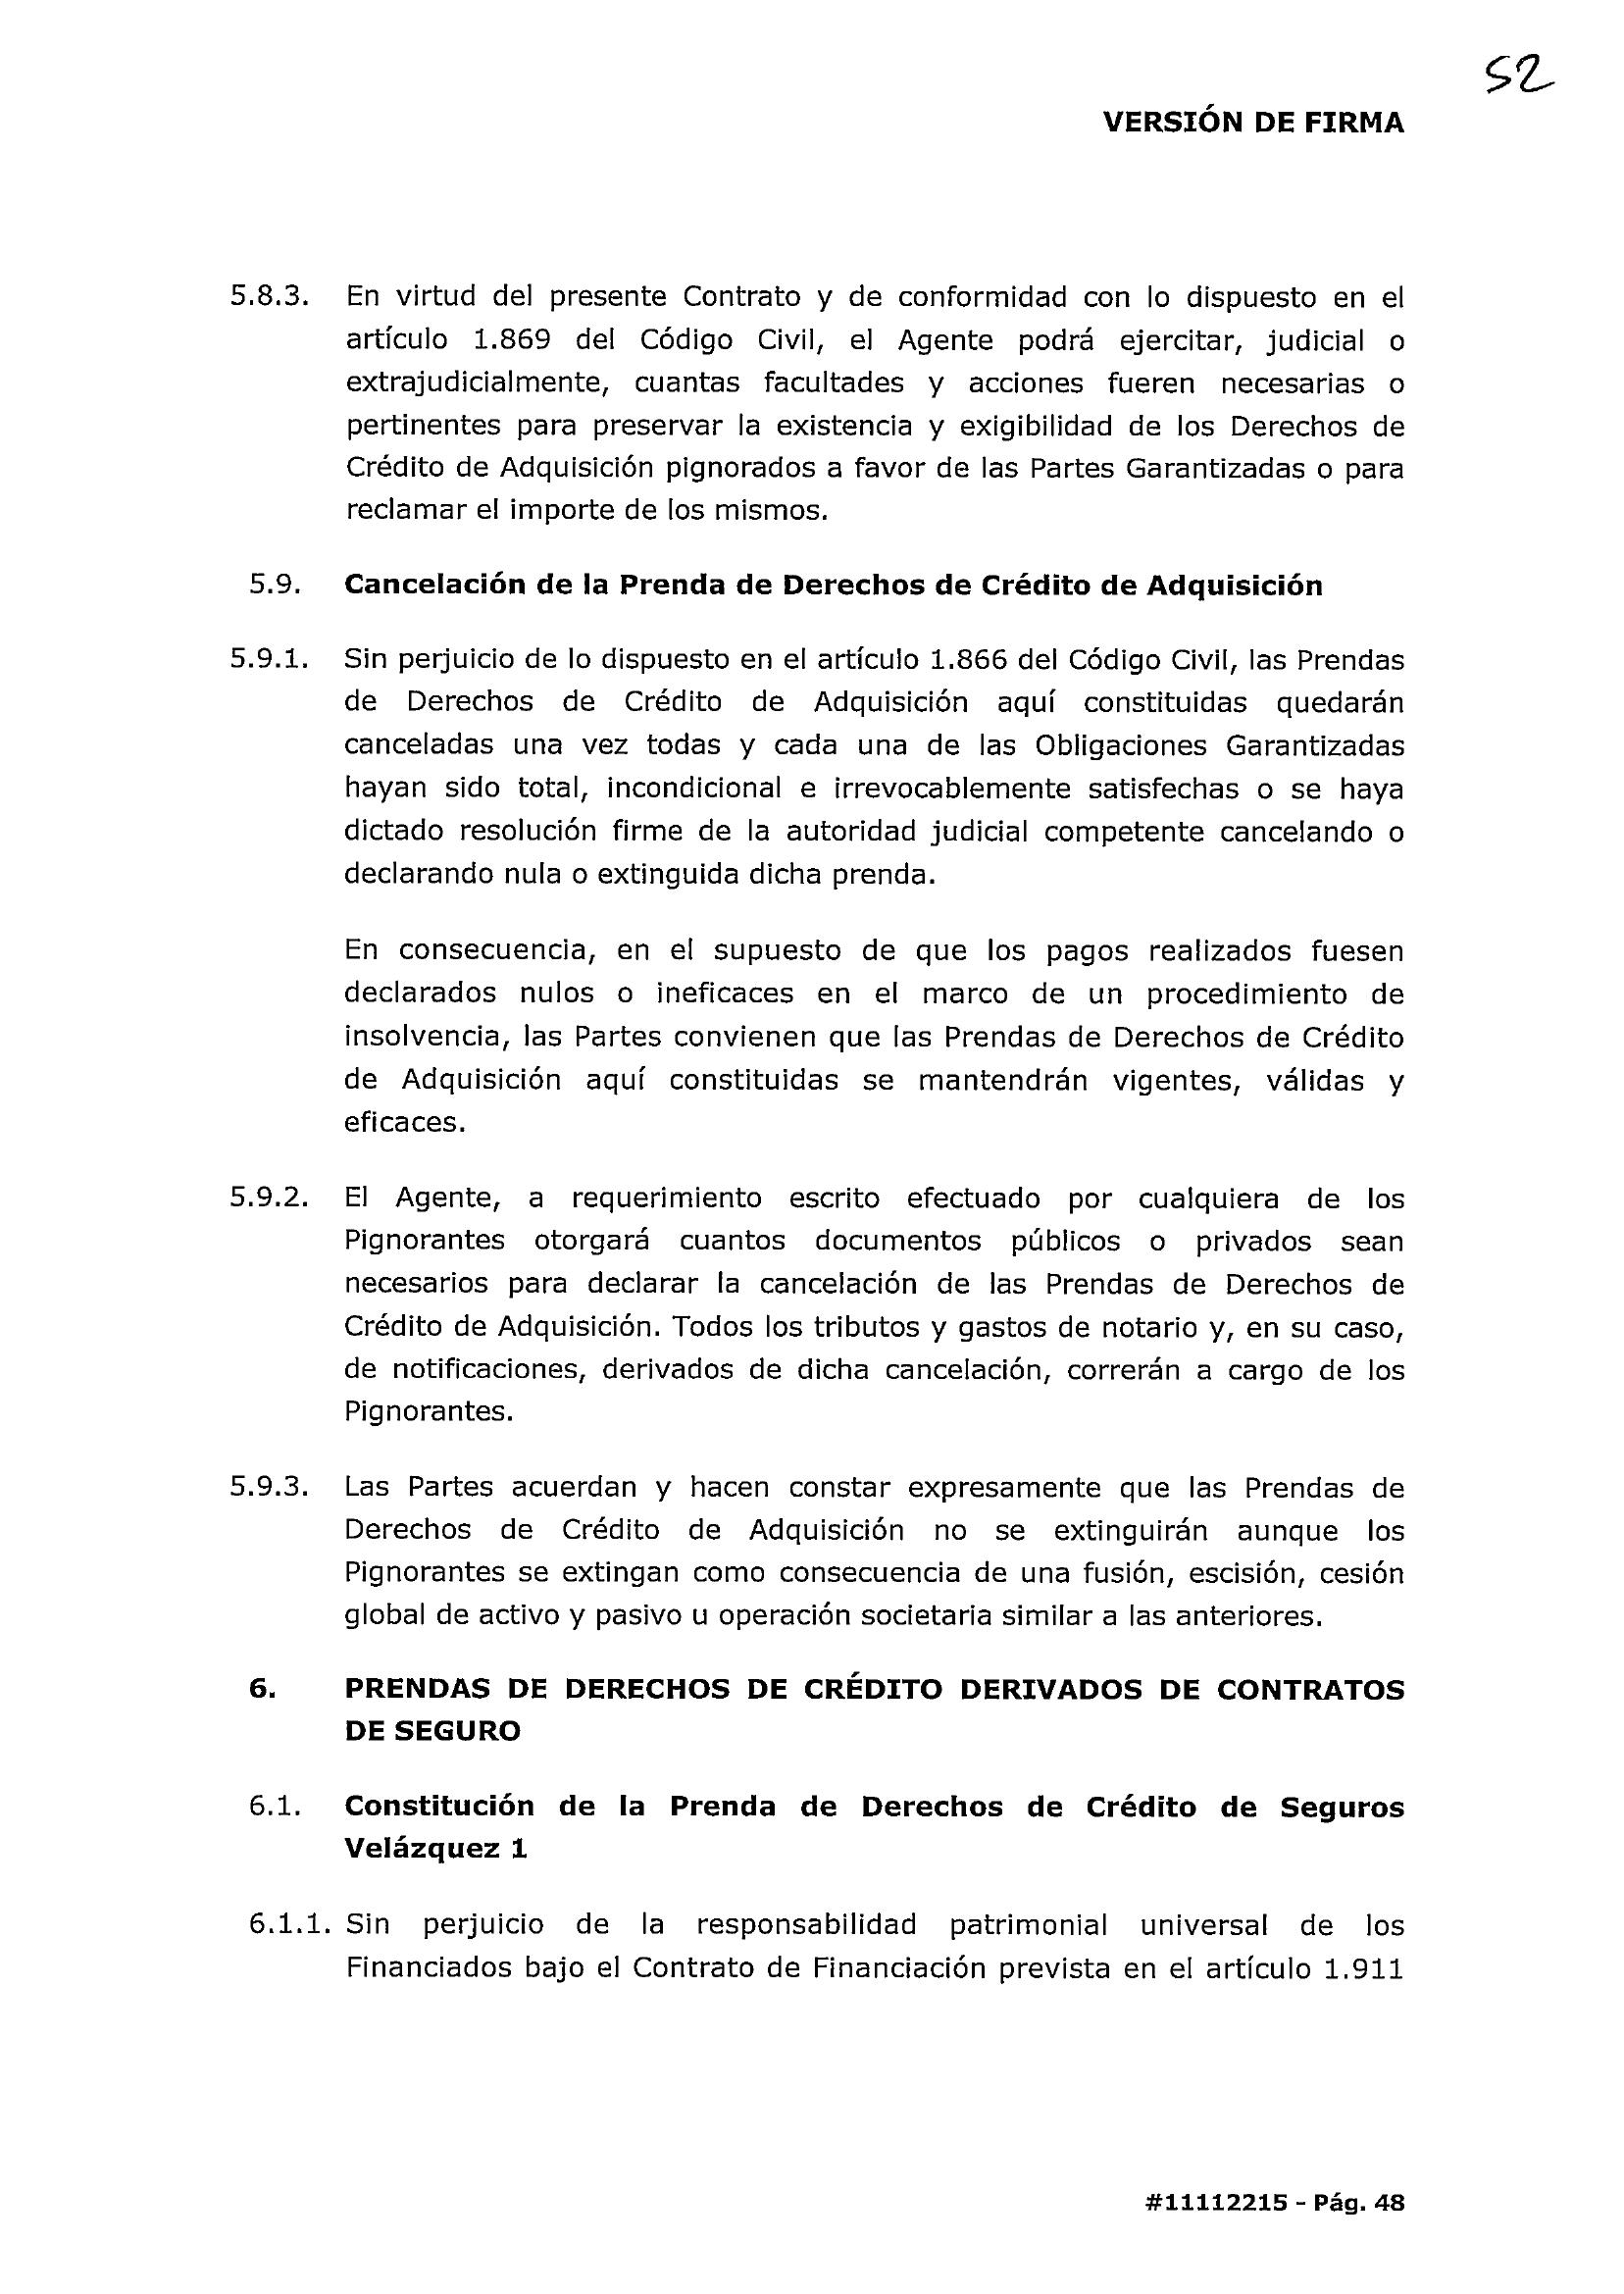 52
VERSIÓN DE FIRMA
5.8.3. En virtud del presente Contrato y de conformidad con lo dispuesto en el
artículo 1.869 del Código Civil, el Agente podrá ejercitar, judicial o
extrajudicialmente, cuantas facultades y acciones fueren necesarias o
pertinentes para preservar la existencia y exigibilidad de los Derechos de
Crédito de Adquisición pignorados a favor de las Partes Garantizadas o para
reclamar el importe de los mismos.
5.9. Cancelación de la Prenda de Derechos de Crédito de Adquisición
5.9.1. Sin perjuicio de lo dispuesto en el artículo 1.866 del Código Civil, las Prendas
de Derechos de Crédito de Adquisición aquí constituidas quedarán
canceladas una vez todas y cada una de las Obligaciones Garantizadas
hayan sido total, incondicional e irrevocablemente satisfechas o se haya
dictado resolución firme de la autoridad judicial competente cancelando o
declarando nula o extinguida dicha prenda.
En consecuencia, en el supuesto de que los pagos realizados fuesen
declarados nulos o ineficaces en el marco de un procedimiento de
insolvencia, las Partes convienen que las Prendas de Derechos de Crédito
de Adquisición aquí constituidas se mantendrán vigentes, válidas y
eficaces.
5.9.2. El Agente, a requerimiento escrito efectuado por cualquiera de los
Pignorantes otorgará cuantos documentos públicos o privados sean
necesarios para declarar la cancelación de las Prendas de Derechos de
Crédito de Adquisición. Todos los tributos y gastos de notario y, en su caso,
de notificaciones, derivados de dicha cancelación, correrán a cargo de los
Pignorantes.
5.9.3. Las Partes acuerdan y hacen constar expresamente que las Prendas de
Derechos de Crédito de Adquisición no se extinguirán aunque los
Pignorantes se extingan como consecuencia de una fusión, escisión, cesión
global de activo y pasivo u operación societaria similar a las anteriores.
6. PRENDAS DE DERECHOS DE CRÉDITO DERIVADOS DE CONTRATOS
DE SEGURO
6.1. Constitución de la Prenda de Derechos de Crédito de Seguros
Velázquez 1
6.1.1. Sin perjuicio de la responsabilidad patrimonial universal de los
Financiados bajo el Contrato de Financiación prevista en el artículo 1.911
#11112215 - Pág. 48